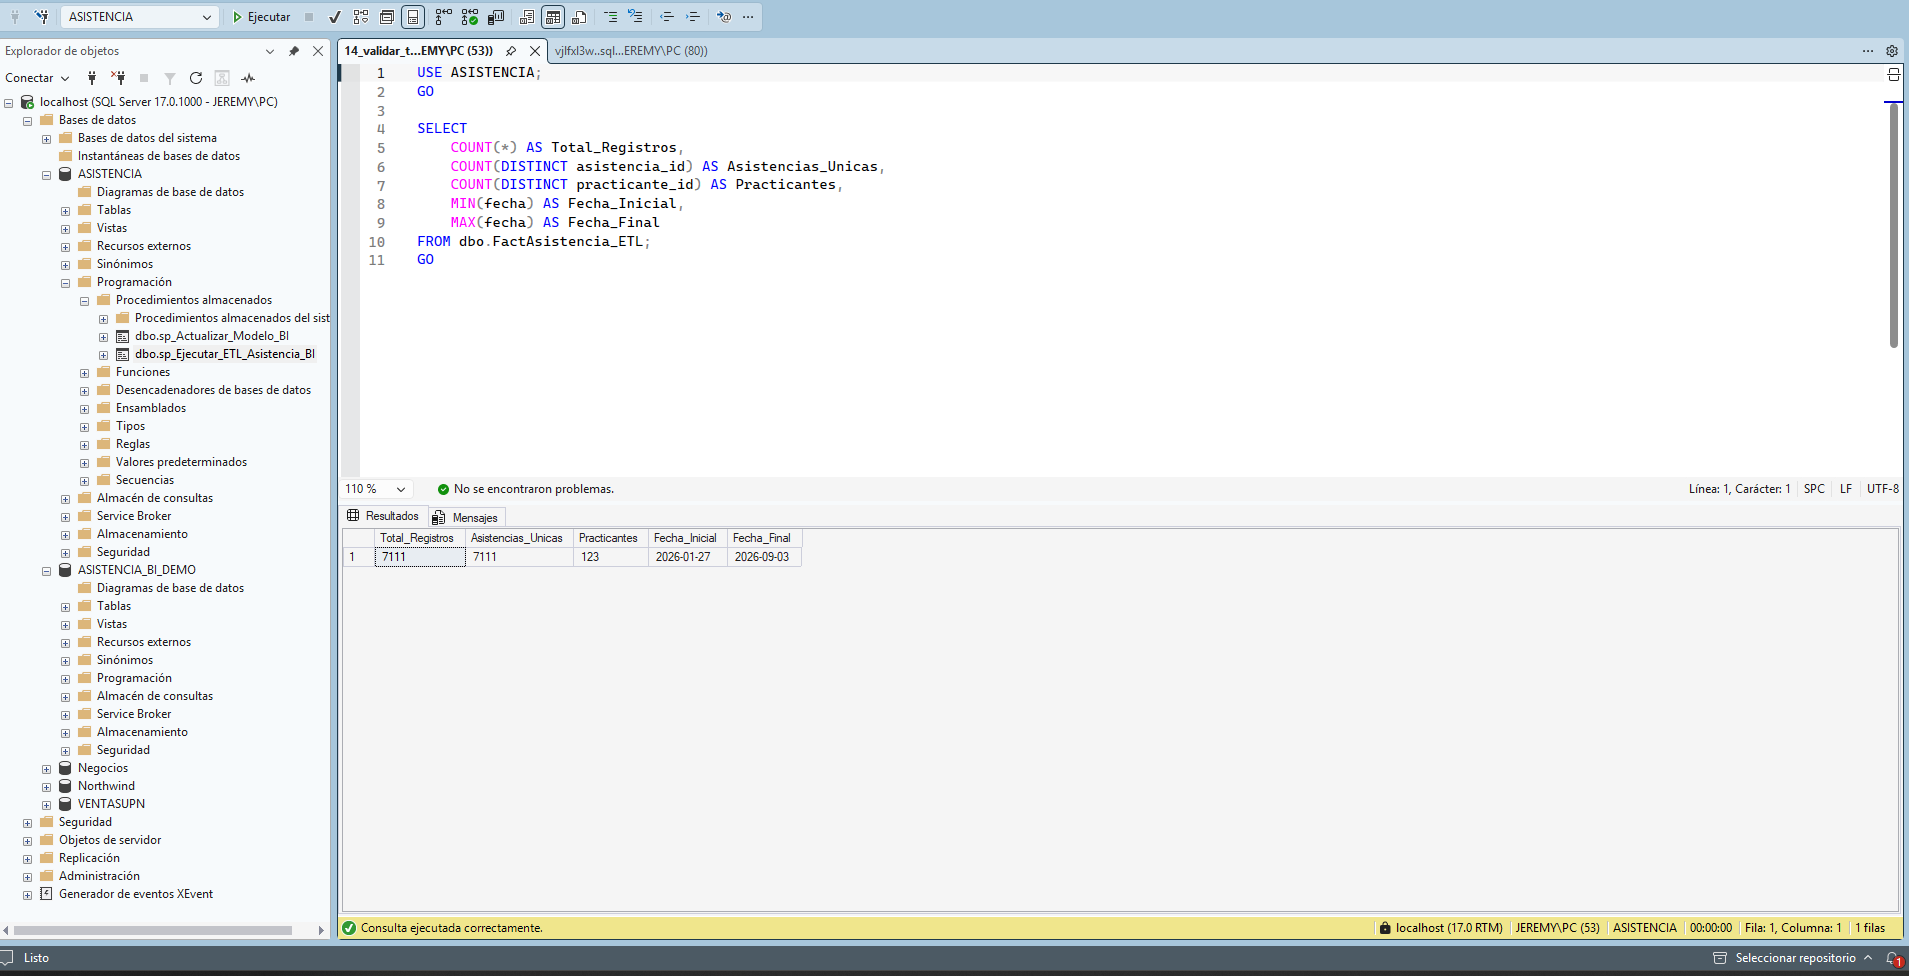 ASISTENCIA
Ejecutar
Explorador de objetos
Conectar
localhost (SQL Server 17.0.1000 - JEREMY\PC)
Bases de datos
Bases de datos del sistema
Instantáneas de bases de datos
ASISTENCIA
Diagramas de base de datos
Tablas
Vistas
Recursos externos
Sinónimos
Programación
Procedimientos almacenados
Procedimientos almacenados del sist
dbo.sp_Actualizar_Modelo_BI
dbo.sp_Ejecutar_ETL_Asistencia_BI
Funciones
Desencadenadores de bases de datos
Ensamblados
Tipos
Reglas
Valores predeterminados
Secuencias
Almacén de consultas
Service Broker
Almacenamiento
Seguridad
ASISTENCIA_BI_DEMO
Diagramas de base de datos
Tablas
Vistas
Recursos externos
Sinónimos
Programación
Almacén de consultas
Service Broker
Almacenamiento
Seguridad
Negocios
Northwind
VENTASUPN
Seguridad
Objetos de servidor
Replicación
Administración
Generador de eventos XEvent
14_validar_t...EMY\PC (53)) vjlfxl3w..sql...EREMY\PC (80))
1 USE ASISTENCIA;
2 GO
3
4 SELECT
5 COUNT(*) AS Total_Registros,
6 COUNT(DISTINCT asistencia_id) AS Asistencias_Unicas,
7 COUNT(DISTINCT practicante_id) AS Practicantes,
8 MIN(fecha) AS Fecha_Inicial,
9 MAX(fecha) AS Fecha_Final
10 FROM dbo.FactAsistencia_ETL;
11 GO
110 % No se encontraron problemas. Línea: 1, Carácter: 1 SPC LF UTF-8
Resultados Mensajes
Total_Registros Asistencias_Unicas Practicantes Fecha_Inicial Fecha_Final
1 7111 7111 123 2026-01-27 2026-09-03
Consulta ejecutada correctamente. localhost (17.0 RTM) JEREMY\PC (53) ASISTENCIA 00:00:00 Fila: 1, Columna: 1 1 filas
Listo Seleccionar repositorio 1